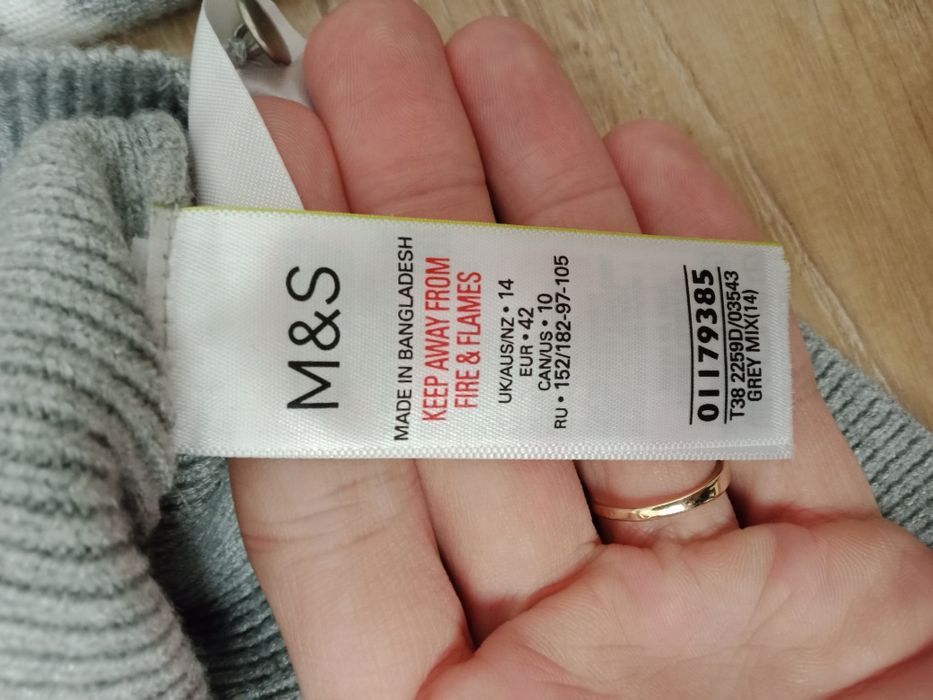 M&S
MADE IN BANGLADESH
KEEP AWAY FROM
FIRE & FLAMES
UK/AUS/NZ • 14
EUR • 42
CAN/US • 10
RU • 152/182-97-105
01179385
T38 2259D/03543
GREY MIX(14)